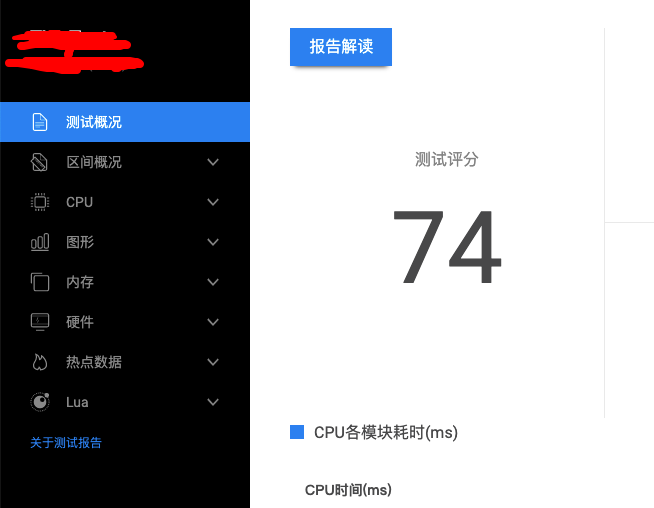 测试概况
区间概况
CPU
图形
内存
硬件
热点数据
Lua
关于测试报告
报告解读
测试评分
74
CPU各模块耗时(ms)
CPU时间(ms)